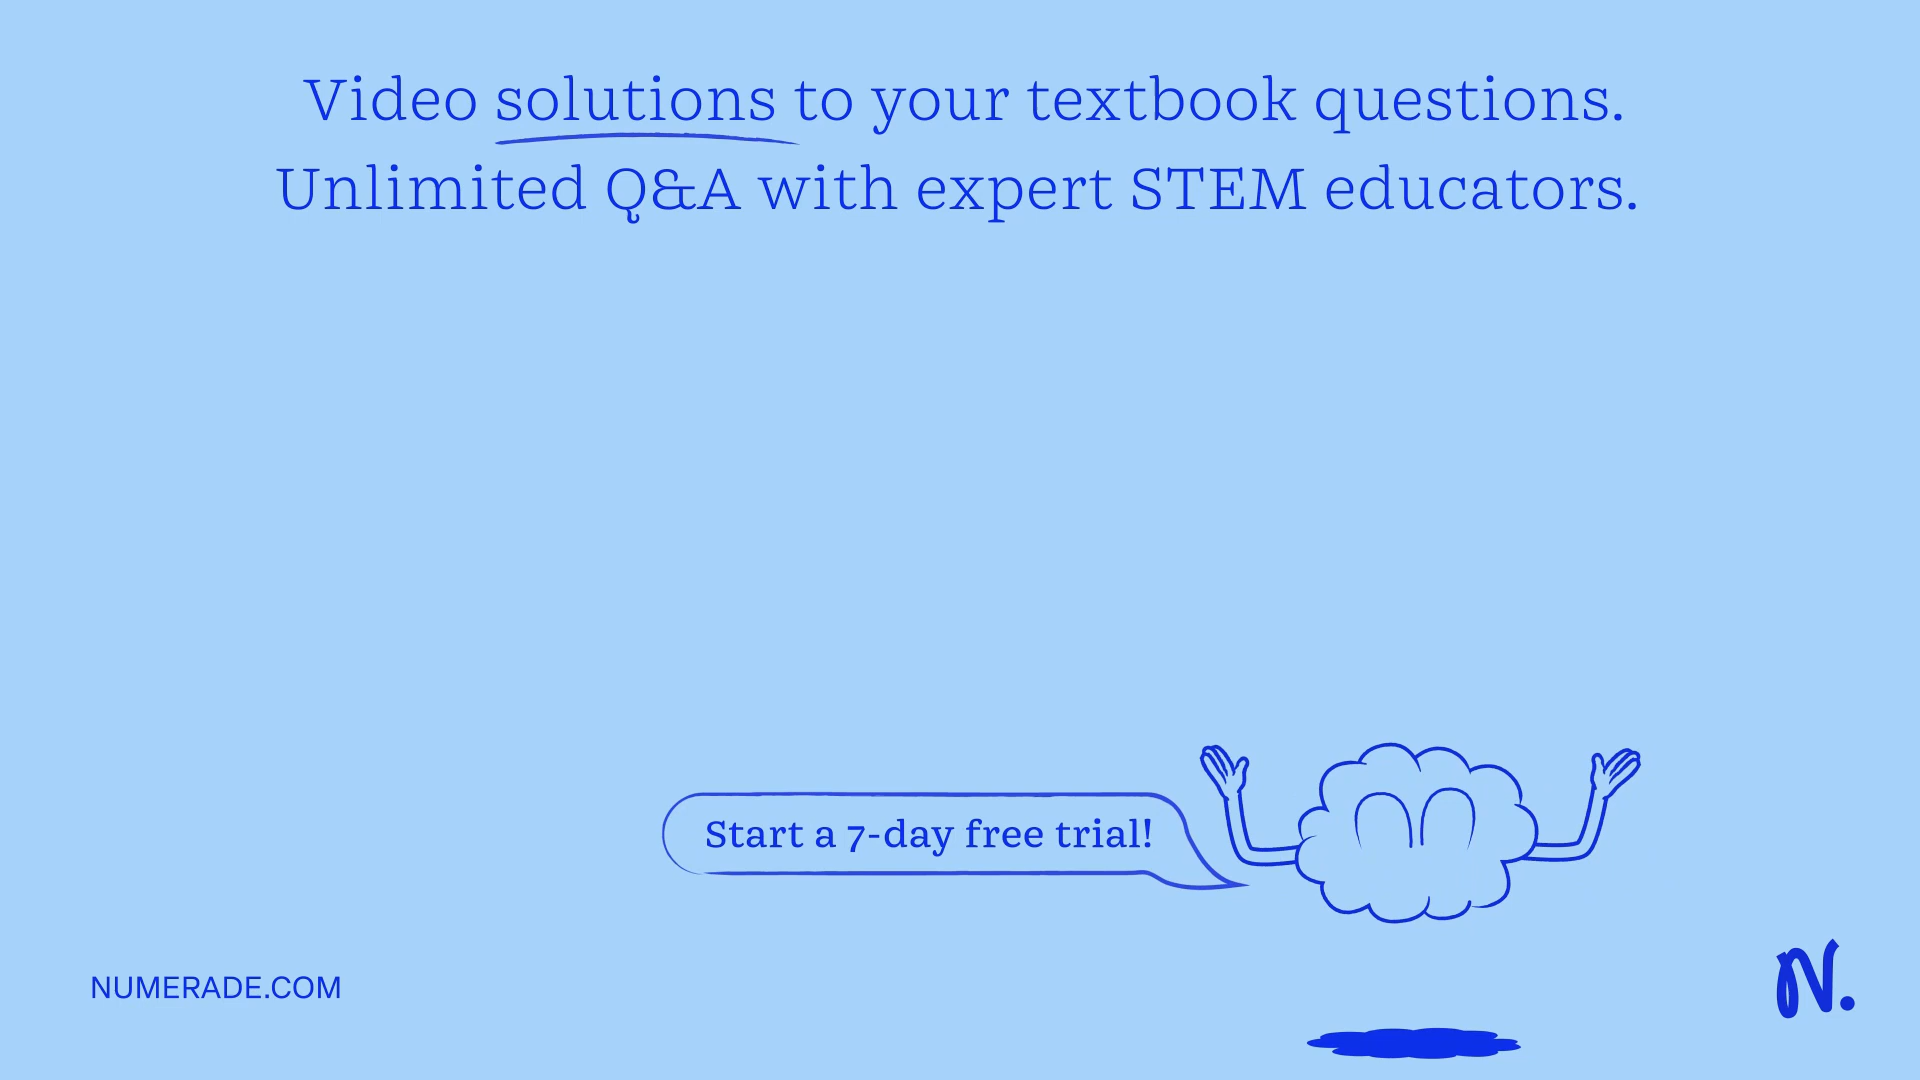 Video solutions to your textbook questions.
Unlimited Q&A with expert STEM educators.
Start a 7-day free trial!
NUMERADE.COM
N.